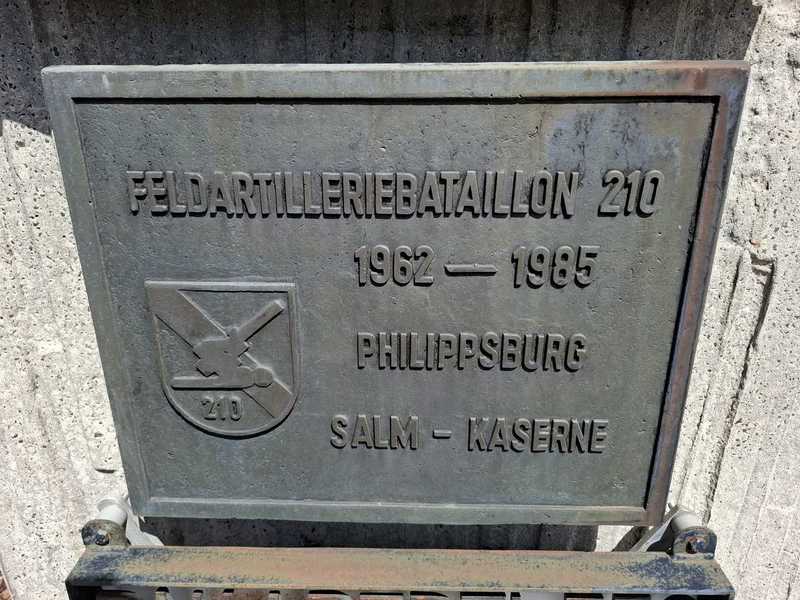 FELDARTILLERIEBATAILLON 210
1962 — 1985
PHILIPPSBURG
210
SALM - KASERNE